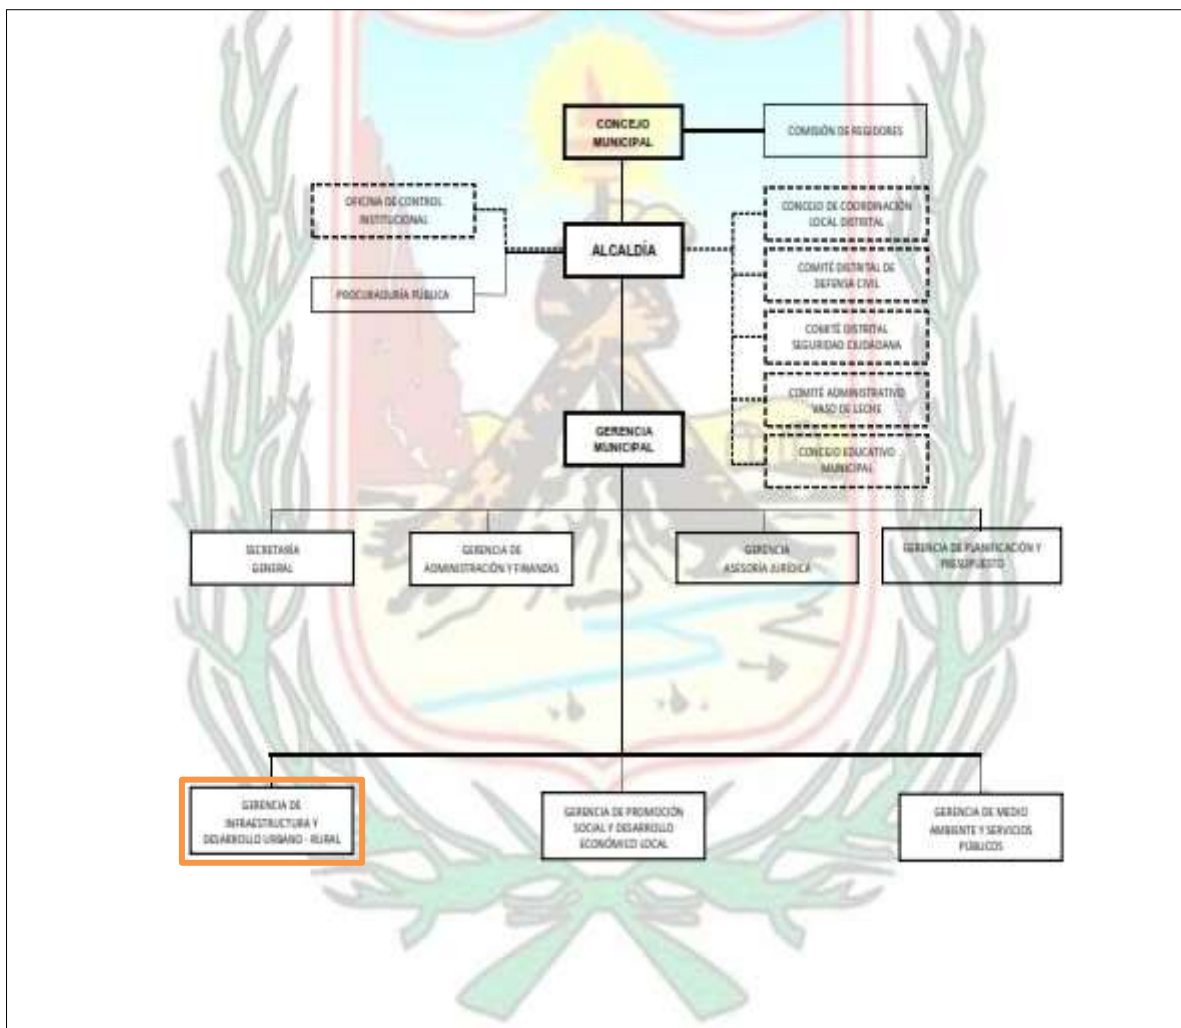 CONCEJO
MUNICIPAL
COMISIÓN DE REGIDORES
OFICINA DE CONTROL
INSTITUCIONAL
CONCEJO DE COORDINACIÓN
LOCAL DISTRITAL
ALCALDÍA
PROCURADURÍA PÚBLICA
COMITÉ DISTRITAL DE
DEFENSA CIVIL
COMITÉ DISTRITAL
SEGURIDAD CIUDADANA
COMITÉ ADMINISTRATIVO
VASO DE LECHE
GERENCIA
MUNICIPAL
CONCEJO EDUCATIVO
MUNICIPAL
SECRETARÍA
GENERAL
GERENCIA DE
ADMINISTRACIÓN Y FINANZAS
GERENCIA
ASESORÍA JURÍDICA
GERENCIA DE PLANIFICACIÓN Y
PRESUPUESTO
GERENCIA DE
INFRAESTRUCTURA Y
DESARROLLO URBANO - RURAL
GERENCIA DE PROMOCIÓN
SOCIAL Y DESARROLLO
ECONÓMICO LOCAL
GERENCIA DE MEDIO
AMBIENTE Y SERVICIOS
PÚBLICOS